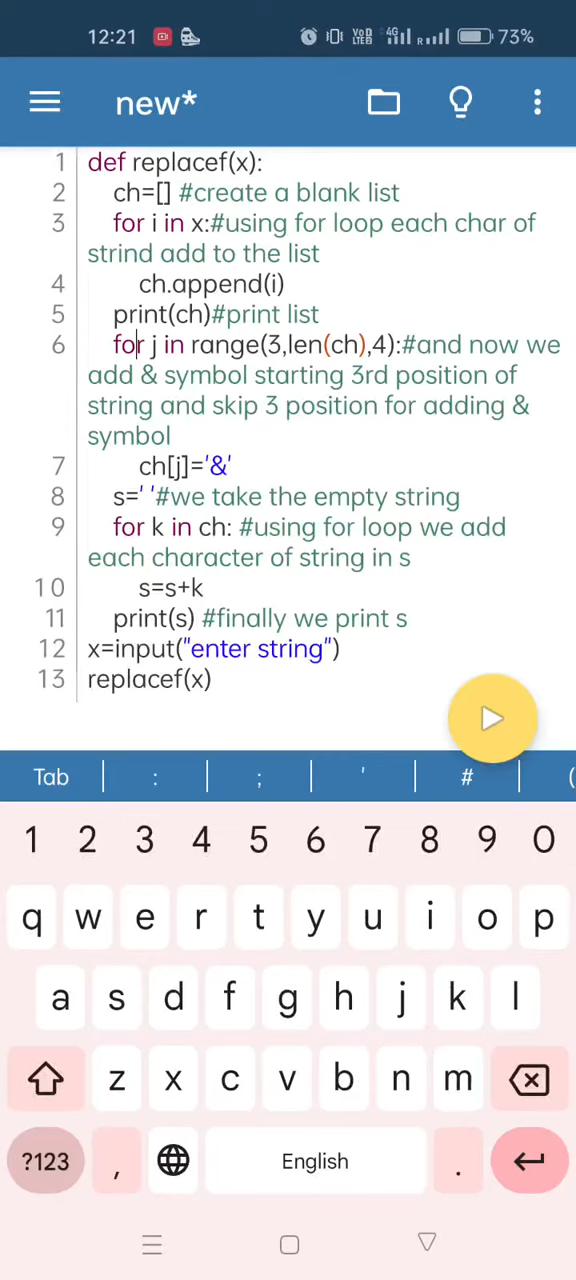 12:21 VoD LTEB 4G R 73%
new*
1 def replacef(x):
2 ch=[] #create a blank list
3 for i in x:#using for loop each char of
strind add to the list
4 ch.append(i)
5 print(ch)#print list
6 for j in range(3,len(ch),4):#and now we
add & symbol starting 3rd position of
string and skip 3 position for adding &
symbol
7 ch[j]='&'
8 s=' '#we take the empty string
9 for k in ch: #using for loop we add
each character of string in s
10 s=s+k
11 print(s) #finally we print s
12 x=input("enter string")
13 replacef(x)
Tab : ; ' # (
1 2 3 4 5 6 7 8 9 0
q w e r t y u i o p
a s d f g h j k l
z x c v b n m
?123 , English .